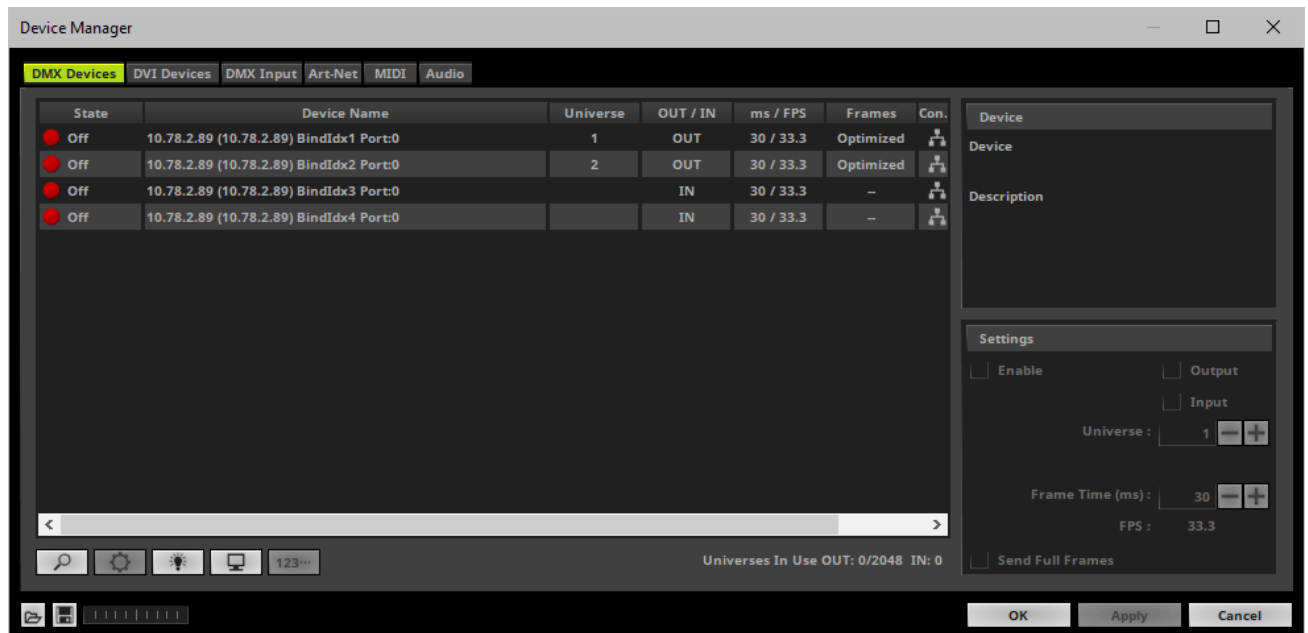 Device Manager
DMX Devices DVI Devices DMX Input Art-Net MIDI Audio
State Device Name Universe OUT / IN ms / FPS Frames Con.
Off 10.78.2.89 (10.78.2.89) BindIdx1 Port:0 1 OUT 30 / 33.3 Optimized
Off 10.78.2.89 (10.78.2.89) BindIdx2 Port:0 2 OUT 30 / 33.3 Optimized
Off 10.78.2.89 (10.78.2.89) BindIdx3 Port:0 IN 30 / 33.3 --
Off 10.78.2.89 (10.78.2.89) BindIdx4 Port:0 IN 30 / 33.3 --
123...
Universes In Use OUT: 0/2048 IN: 0
Device
Device
Description
Settings
Enable Output
Input
Universe : 1
Frame Time (ms) : 30
FPS : 33.3
Send Full Frames
OK Apply Cancel